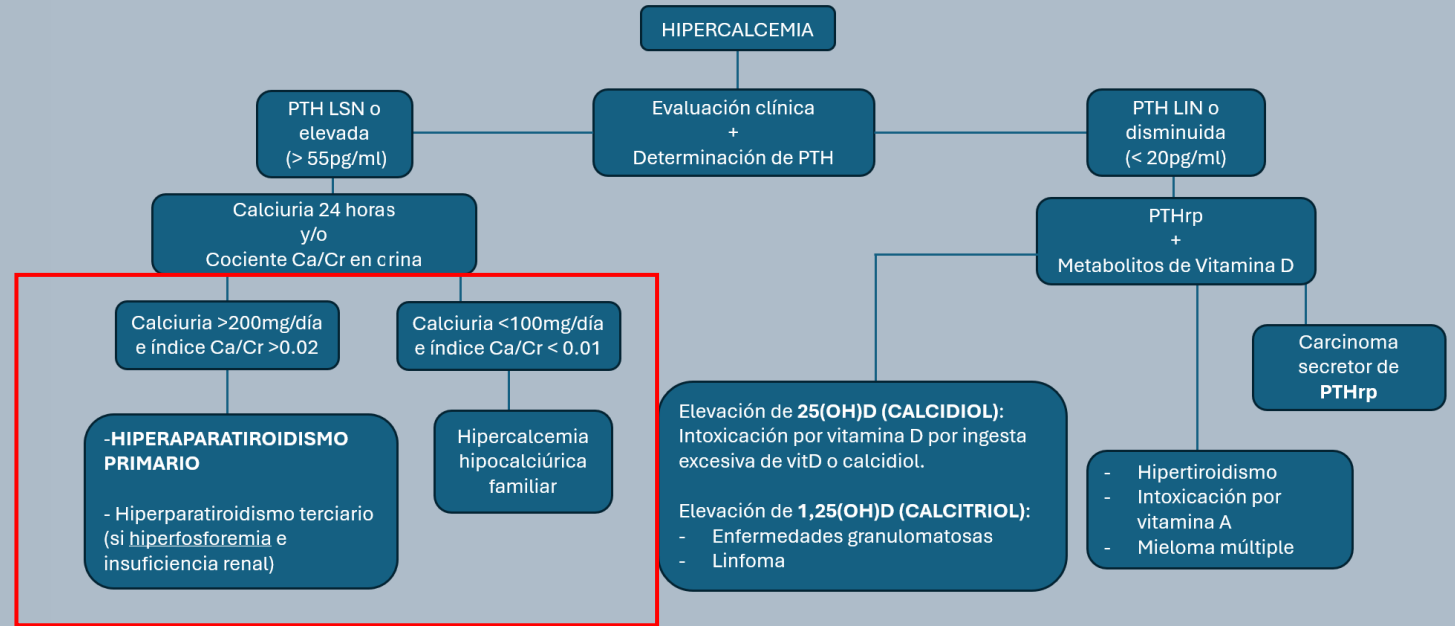 HIPERCALCEMIA
PTH LSN o
elevada
(> 55pg/ml)
Evaluación clínica
+
Determinación de PTH
PTH LIN o
disminuida
(< 20pg/ml)
Calciuria 24 horas
y/o
Cociente Ca/Cr en orina
PTHrp
+
Metabolitos de Vitamina D
Calciuria >200mg/día
e índice Ca/Cr >0.02
Calciuria <100mg/día
e índice Ca/Cr < 0.01
Carcinoma
secretor de
PTHrp
-HIPERAPARATIROIDISMO
PRIMARIO
- Hiperparatiroidismo terciario
(si hiperfosforemia e
insuficiencia renal)
Hipercalcemia
hipocalciúrica
familiar
Elevación de 25(OH)D (CALCIDIOL):
Intoxicación por vitamina D por ingesta
excesiva de vitD o calcidiol.
Elevación de 1,25(OH)D (CALCITRIOL):
- Enfermedades granulomatosas
- Linfoma
- Hipertiroidismo
- Intoxicación por
vitamina A
- Mieloma múltiple